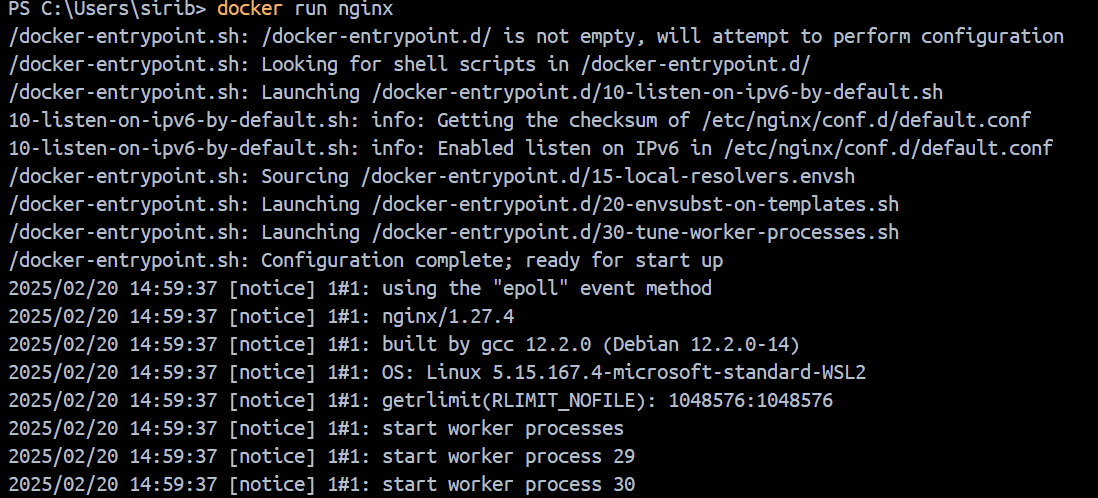 PS C:\Users\sirib> docker run nginx
/docker-entrypoint.sh: /docker-entrypoint.d/ is not empty, will attempt to perform configuration
/docker-entrypoint.sh: Looking for shell scripts in /docker-entrypoint.d/
/docker-entrypoint.sh: Launching /docker-entrypoint.d/10-listen-on-ipv6-by-default.sh
10-listen-on-ipv6-by-default.sh: info: Getting the checksum of /etc/nginx/conf.d/default.conf
10-listen-on-ipv6-by-default.sh: info: Enabled listen on IPv6 in /etc/nginx/conf.d/default.conf
/docker-entrypoint.sh: Sourcing /docker-entrypoint.d/15-local-resolvers.envsh
/docker-entrypoint.sh: Launching /docker-entrypoint.d/20-envsubst-on-templates.sh
/docker-entrypoint.sh: Launching /docker-entrypoint.d/30-tune-worker-processes.sh
/docker-entrypoint.sh: Configuration complete; ready for start up
2025/02/20 14:59:37 [notice] 1#1: using the "epoll" event method
2025/02/20 14:59:37 [notice] 1#1: nginx/1.27.4
2025/02/20 14:59:37 [notice] 1#1: built by gcc 12.2.0 (Debian 12.2.0-14)
2025/02/20 14:59:37 [notice] 1#1: OS: Linux 5.15.167.4-microsoft-standard-WSL2
2025/02/20 14:59:37 [notice] 1#1: getrlimit(RLIMIT_NOFILE): 1048576:1048576
2025/02/20 14:59:37 [notice] 1#1: start worker processes
2025/02/20 14:59:37 [notice] 1#1: start worker process 29
2025/02/20 14:59:37 [notice] 1#1: start worker process 30